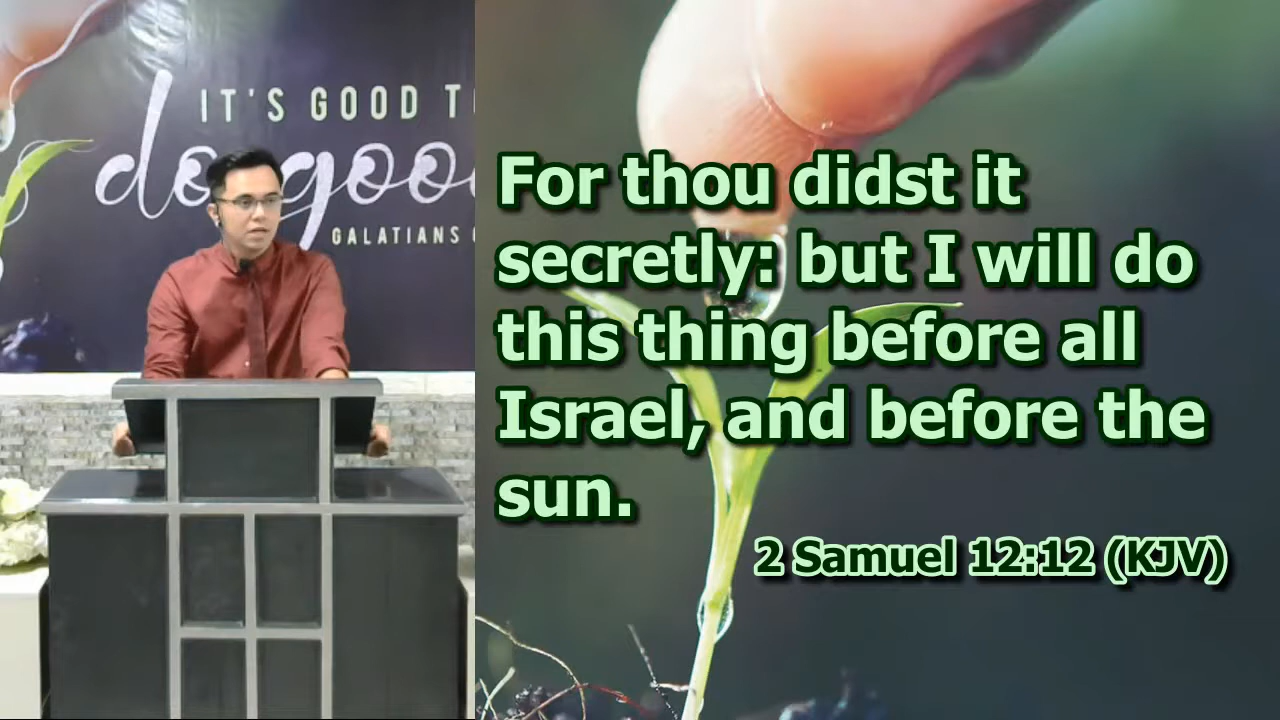 IT'S GOOD T
do good
GALATIANS
For thou didst it
secretly: but I will do
this thing before all
Israel, and before the
sun.
2 Samuel 12:12 (KJV)